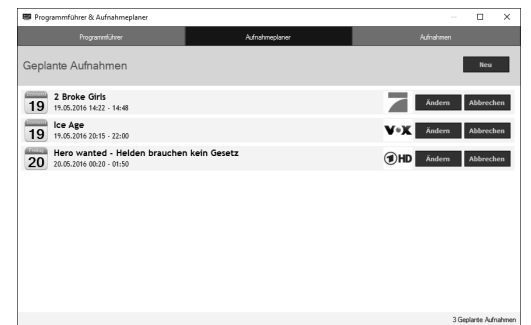 Programmführer & Aufnahmeplaner
Programmführer
Aufnahmeplaner
Aufnahmen
Geplante Aufnahmen
Neu
19
2 Broke Girls
19.05.2016 14:22 - 14:48
Ändern
Abbrechen
19
Ice Age
19.05.2016 20:15 - 22:00
VOX
Ändern
Abbrechen
Freitag
20
Hero wanted - Helden brauchen kein Gesetz
20.05.2016 00:20 - 01:50
1 HD
Ändern
Abbrechen
3 Geplante Aufnahmen